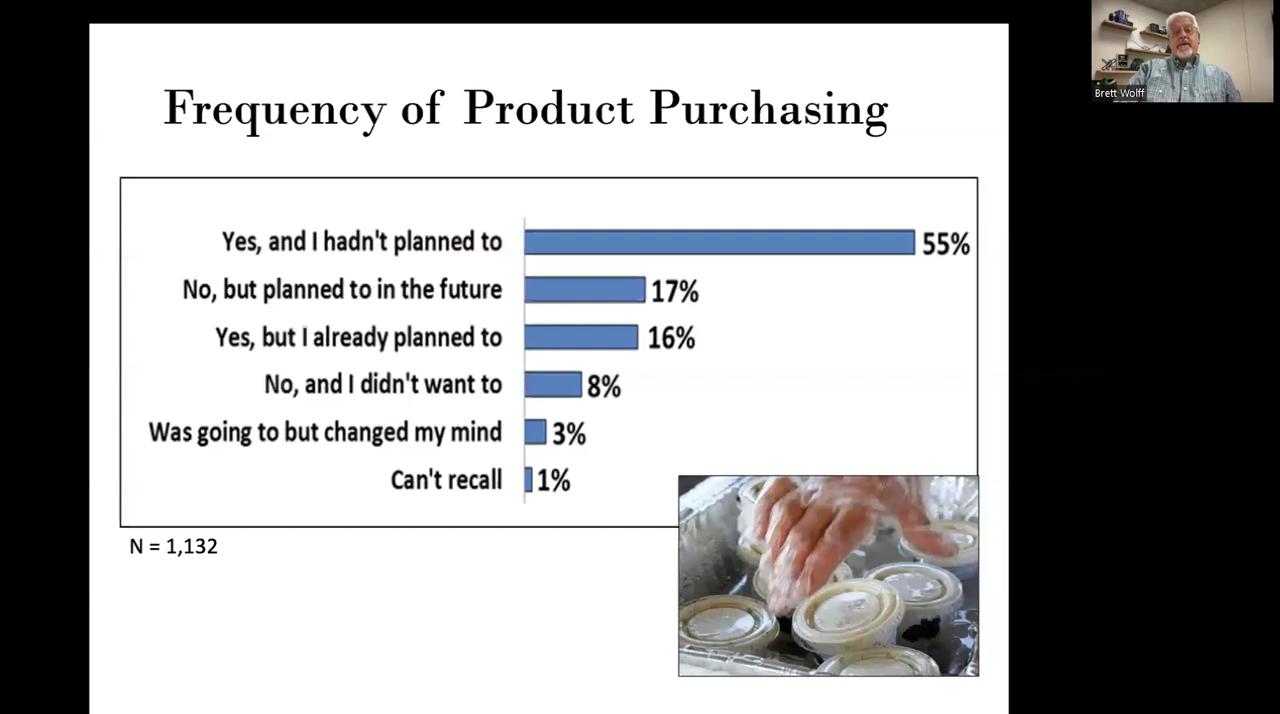 Frequency of Product Purchasing
Yes, and I hadn't planned to 55%
No, but planned to in the future 17%
Yes, but I already planned to 16%
No, and I didn't want to 8%
Was going to but changed my mind 3%
Can't recall 1%
N = 1,132
Brett Wolff